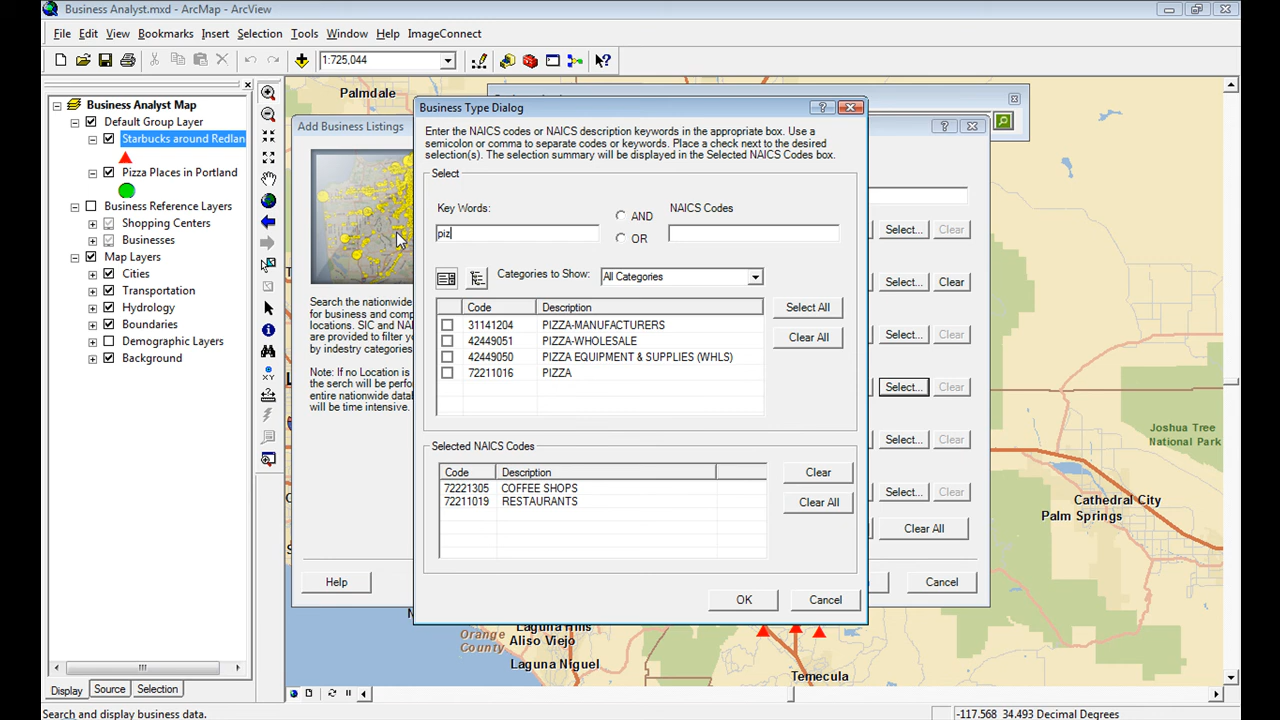 Business Analyst.mxd - ArcMap - ArcView
File Edit View Bookmarks Insert Selection Tools Window Help ImageConnect
1:725,044
Business Analyst Map
Default Group Layer
Starbucks around Redlan
Pizza Places in Portland
Business Reference Layers
Shopping Centers
Businesses
Map Layers
Cities
Transportation
Hydrology
Boundaries
Demographic Layers
Background
Display Source Selection
Search and display business data.
-117.568 34.493 Decimal Degrees
Palmdale
Joshua Tree
National Park
Cathedral City
Palm Springs
Orange
County
Laguna Hills
Aliso Viejo
Laguna Niguel
Temecula
Add Business Listings
Search the nationwide
for business and comp
locations. SIC and NAI
are provided to filter y
by indestry categories
Note: If no Location is
the serch will be perfo
entire nationwide datal
will be time intensive.
Select... Clear
Select... Clear
Select... Clear
Select... Clear
Select... Clear
Select... Clear
Clear All
Help
Cancel
Business Type Dialog
Enter the NAICS codes or NAICS description keywords in the appropriate box. Use a
semicolon or comma to separate codes or keywords. Place a check next to the desired
selection(s). The selection summary will be displayed in the Selected NAICS Codes box.
Select
Key Words:
AND
NAICS Codes
piz
OR
Categories to Show: All Categories
Code Description
31141204 PIZZA-MANUFACTURERS
42449051 PIZZA-WHOLESALE
42449050 PIZZA EQUIPMENT & SUPPLIES (WHLS)
72211016 PIZZA
Select All
Clear All
Selected NAICS Codes
Code Description
72221305 COFFEE SHOPS
72211019 RESTAURANTS
Clear
Clear All
OK Cancel